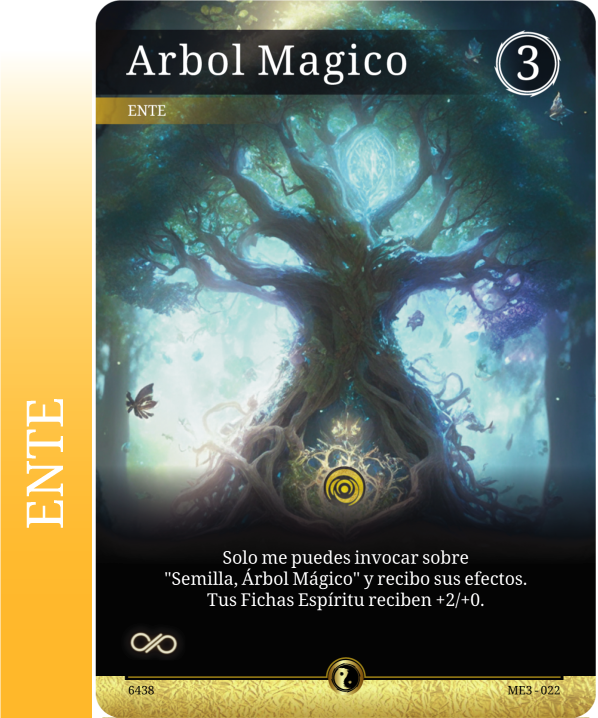 Arbol Magico
3
ENTE
ENTE
Solo me puedes invocar sobre
"Semilla, Árbol Mágico" y recibo sus efectos.
Tus Fichas Espíritu reciben +2/+0.
6438
ME3 - 022